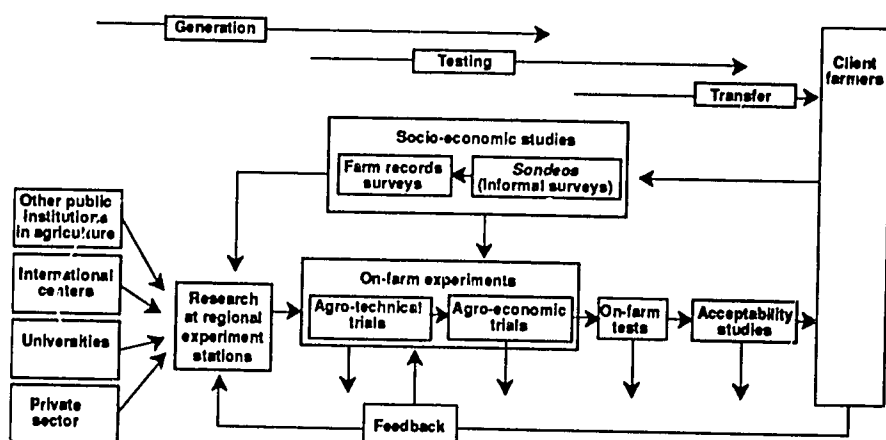 Generation
Testing
Transfer
Client
farmers
Socio-economic studies
Farm records
surveys
Sondeos
(Informal surveys)
Other public
institutions
in agriculture
International
centers
Universities
Private
sector
Research
at regional
experiment
stations
On-farm experiments
Agro-technical
trials
Agro-economic
trials
On-farm
tests
Acceptability
studies
Feedback